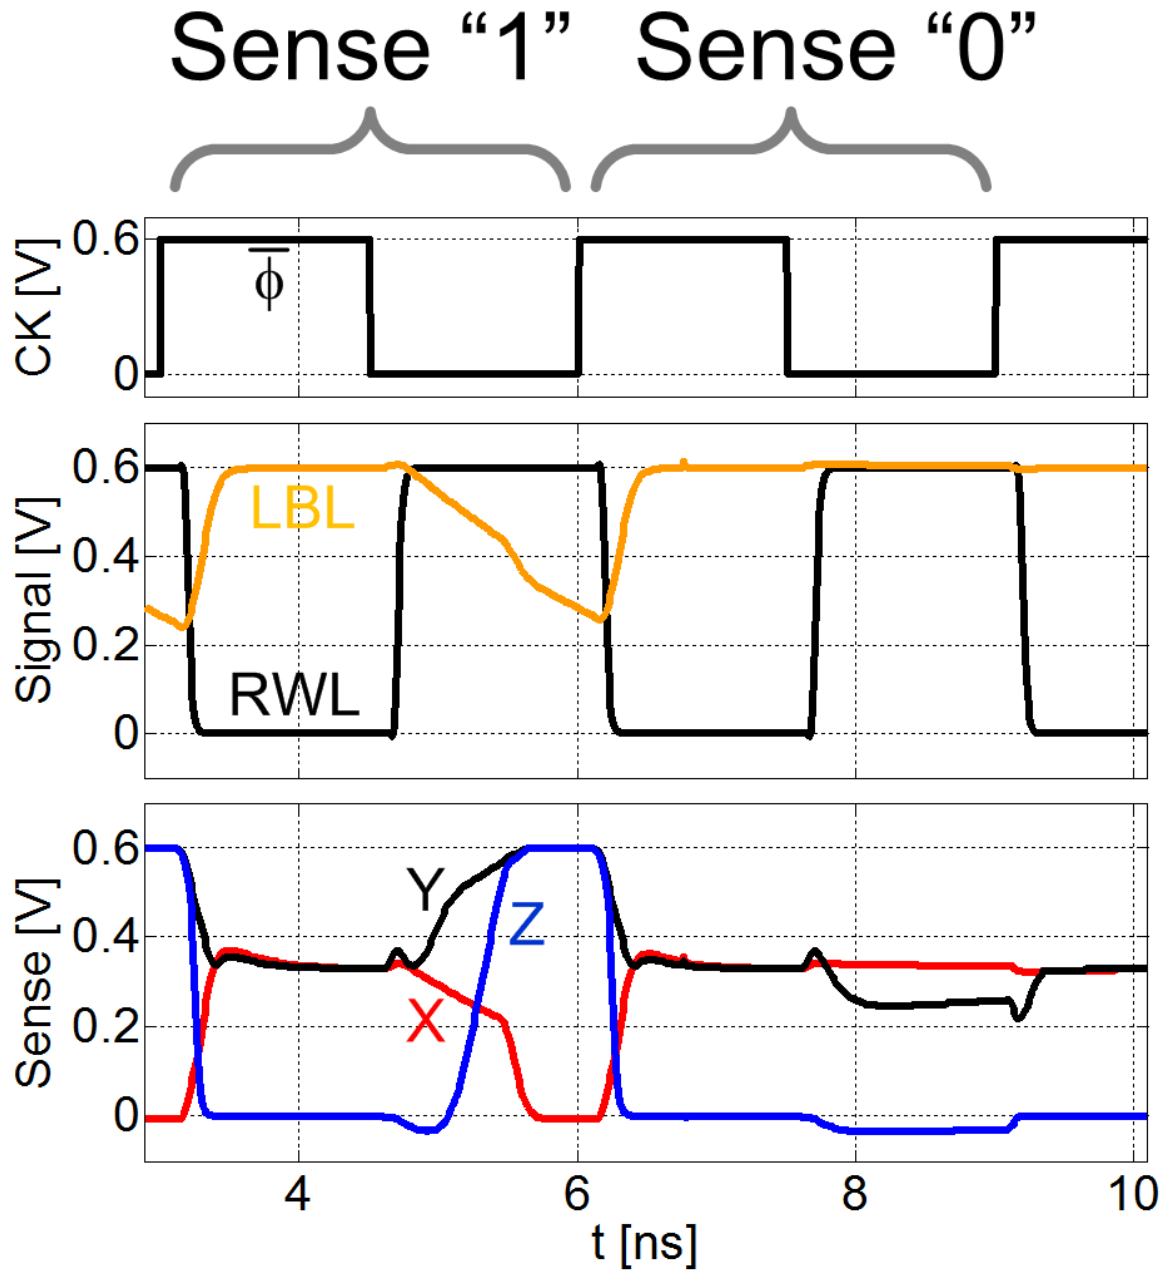 Sense “1” Sense “0”
CK [V]
0.6
0
ϕ̅
Signal [V]
0.6
0.4
0.2
0
LBL
RWL
Sense [V]
0.6
0.4
0.2
0
Y
Z
X
4 6 8 10
t [ns]